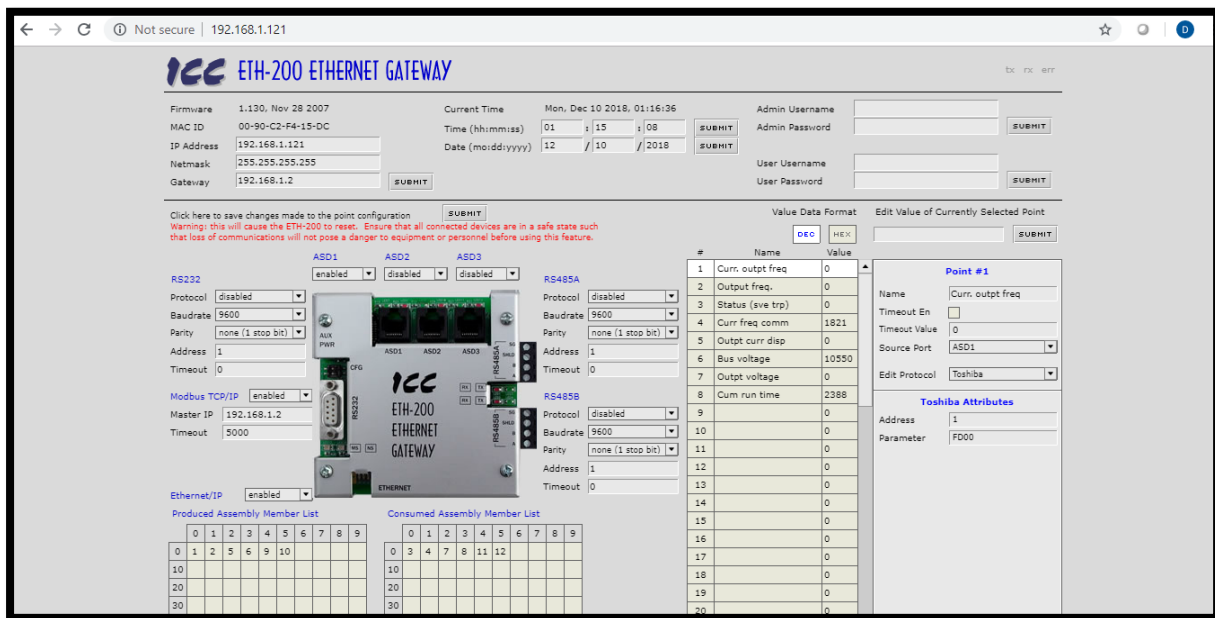 Not secure | 192.168.1.121
D
ICC ETH-200 ETHERNET GATEWAY
tx rx err
Firmware 1.130, Nov 28 2007
MAC ID 00-90-C2-F4-15-DC
IP Address 192.168.1.121
Netmask 255.255.255.255
Gateway 192.168.1.2 SUBMIT
Current Time Mon, Dec 10 2018, 01:16:36
Time (hh:mm:ss) 01 : 15 : 08 SUBMIT
Date (mo:dd:yyyy) 12 / 10 / 2018 SUBMIT
Admin Username
Admin Password SUBMIT
User Username
User Password SUBMIT
Click here to save changes made to the point configuration SUBMIT
Warning: this will cause the ETH-200 to reset. Ensure that all connected devices are in a safe state such
that loss of communications will not pose a danger to equipment or personnel before using this feature.
ASD1 ASD2 ASD3
enabled disabled disabled
RS232
Protocol disabled
Baudrate 9600
Parity none (1 stop bit)
Address 1
Timeout 0
Modbus TCP/IP enabled
Master IP 192.168.1.2
Timeout 5000
Ethernet/IP enabled
AUX
PWR
ASD1 ASD2 ASD3
CFG
ICC
ETH-200
ETHERNET
GATEWAY
RS232
RS485A
RS485B
SG
SHLD
B
A
RX TX
RX TX
SG
SHLD
B
A
MS NS
ETHERNET
RS485A
Protocol disabled
Baudrate 9600
Parity none (1 stop bit)
Address 1
Timeout 0
RS485B
Protocol disabled
Baudrate 9600
Parity none (1 stop bit)
Address 1
Timeout 0
Produced Assembly Member List
0 1 2 3 4 5 6 7 8 9
0 1 2 5 6 9 10
10
20
30
Consumed Assembly Member List
0 1 2 3 4 5 6 7 8 9
0 3 4 7 8 11 12
10
20
30
Value Data Format
DEC HEX
# Name Value
1 Curr. outpt freq 0
2 Output freq. 0
3 Status (sve trp) 0
4 Curr freq comm 1821
5 Outpt curr disp 0
6 Bus voltage 10550
7 Outpt voltage 0
8 Cum run time 2388
9 0
10 0
11 0
12 0
13 0
14 0
15 0
16 0
17 0
18 0
19 0
20 0
Edit Value of Currently Selected Point
SUBMIT
Point #1
Name Curr. outpt freq
Timeout En
Timeout Value 0
Source Port ASD1
Edit Protocol Toshiba
Toshiba Attributes
Address 1
Parameter FD00